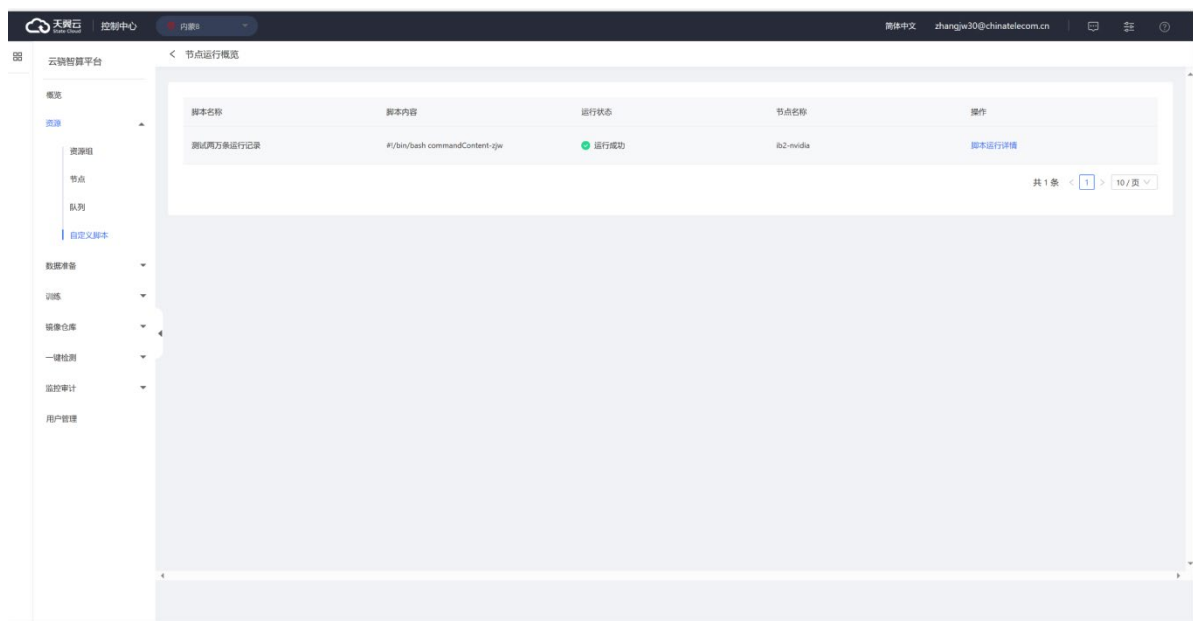 天翼云
State Cloud
控制中心
内蒙8
简体中文
zhangjw30@chinatelecom.cn
云骁智算平台
节点运行概览
概览
资源
资源组
节点
队列
自定义脚本
数据准备
训练
镜像仓库
一键检测
监控审计
用户管理
脚本名称 脚本内容 运行状态 节点名称 操作
测试两万条运行记录 #!/bin/bash commandContent-zjw 运行成功 ib2-nvidia 脚本运行详情
共 1 条 < 1 > 10 / 页